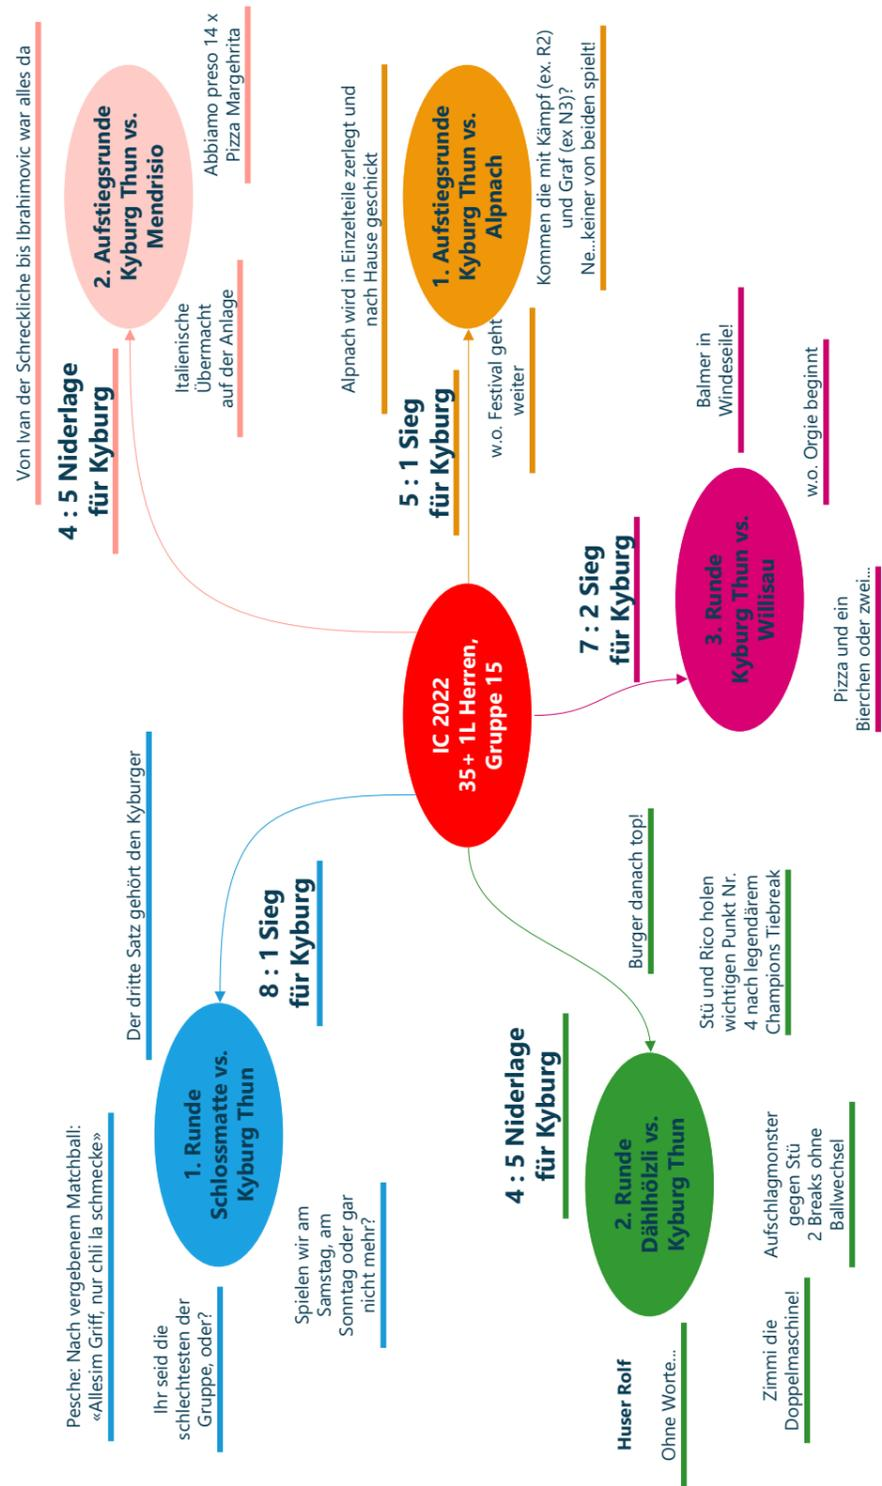 IC 2022
35+ 1L Herren,
Gruppe 15
1. Runde
Schlossmatte vs.
Kyburg Thun
8 : 1 Sieg
für Kyburg
Pesche: Nach vergebenem Matchball:
«Allesim Griff, nur chli la schmecke»
Der dritte Satz gehört den Kyburger
Ihr seid die
schlechtesten der
Gruppe, oder?
Spielen wir am
Samstag, am
Sonntag oder gar
nicht mehr?
2. Runde
Dählhölzli vs.
Kyburg Thun
4 : 5 Niderlage
für Kyburg
Burger danach top!
Stü und Rico holen
wichtigen Punkt Nr.
4 nach legendärem
Champions Tiebreak
Aufschlagmonster
gegen Stü
2 Breaks ohne
Ballwechsel
Zimmi die
Doppelmaschine!
Huser Rolf
Ohne Worte...
3. Runde
Kyburg Thun vs.
Willisau
7 : 2 Sieg
für Kyburg
Balmer in
Windeseile!
w.o. Orgie beginnt
Pizza und ein
Bierchen oder zwei...
1. Aufstiegsrunde
Kyburg Thun vs.
Alpnach
5 : 1 Sieg
für Kyburg
Alpnach wird in Einzelteile zerlegt und
nach Hause geschickt
w.o. Festival geht
weiter
Kommen die mit Kämpf (ex. R2)
und Graf (ex N3)?
Ne...keiner von beiden spielt!
2. Aufstiegsrunde
Kyburg Thun vs.
Mendrisio
4 : 5 Niderlage
für Kyburg
Von Ivan der Schreckliche bis Ibrahimovic war alles da
Italienische
Übermacht
auf der Anlage
Abbiamo preso 14 x
Pizza Margehrita